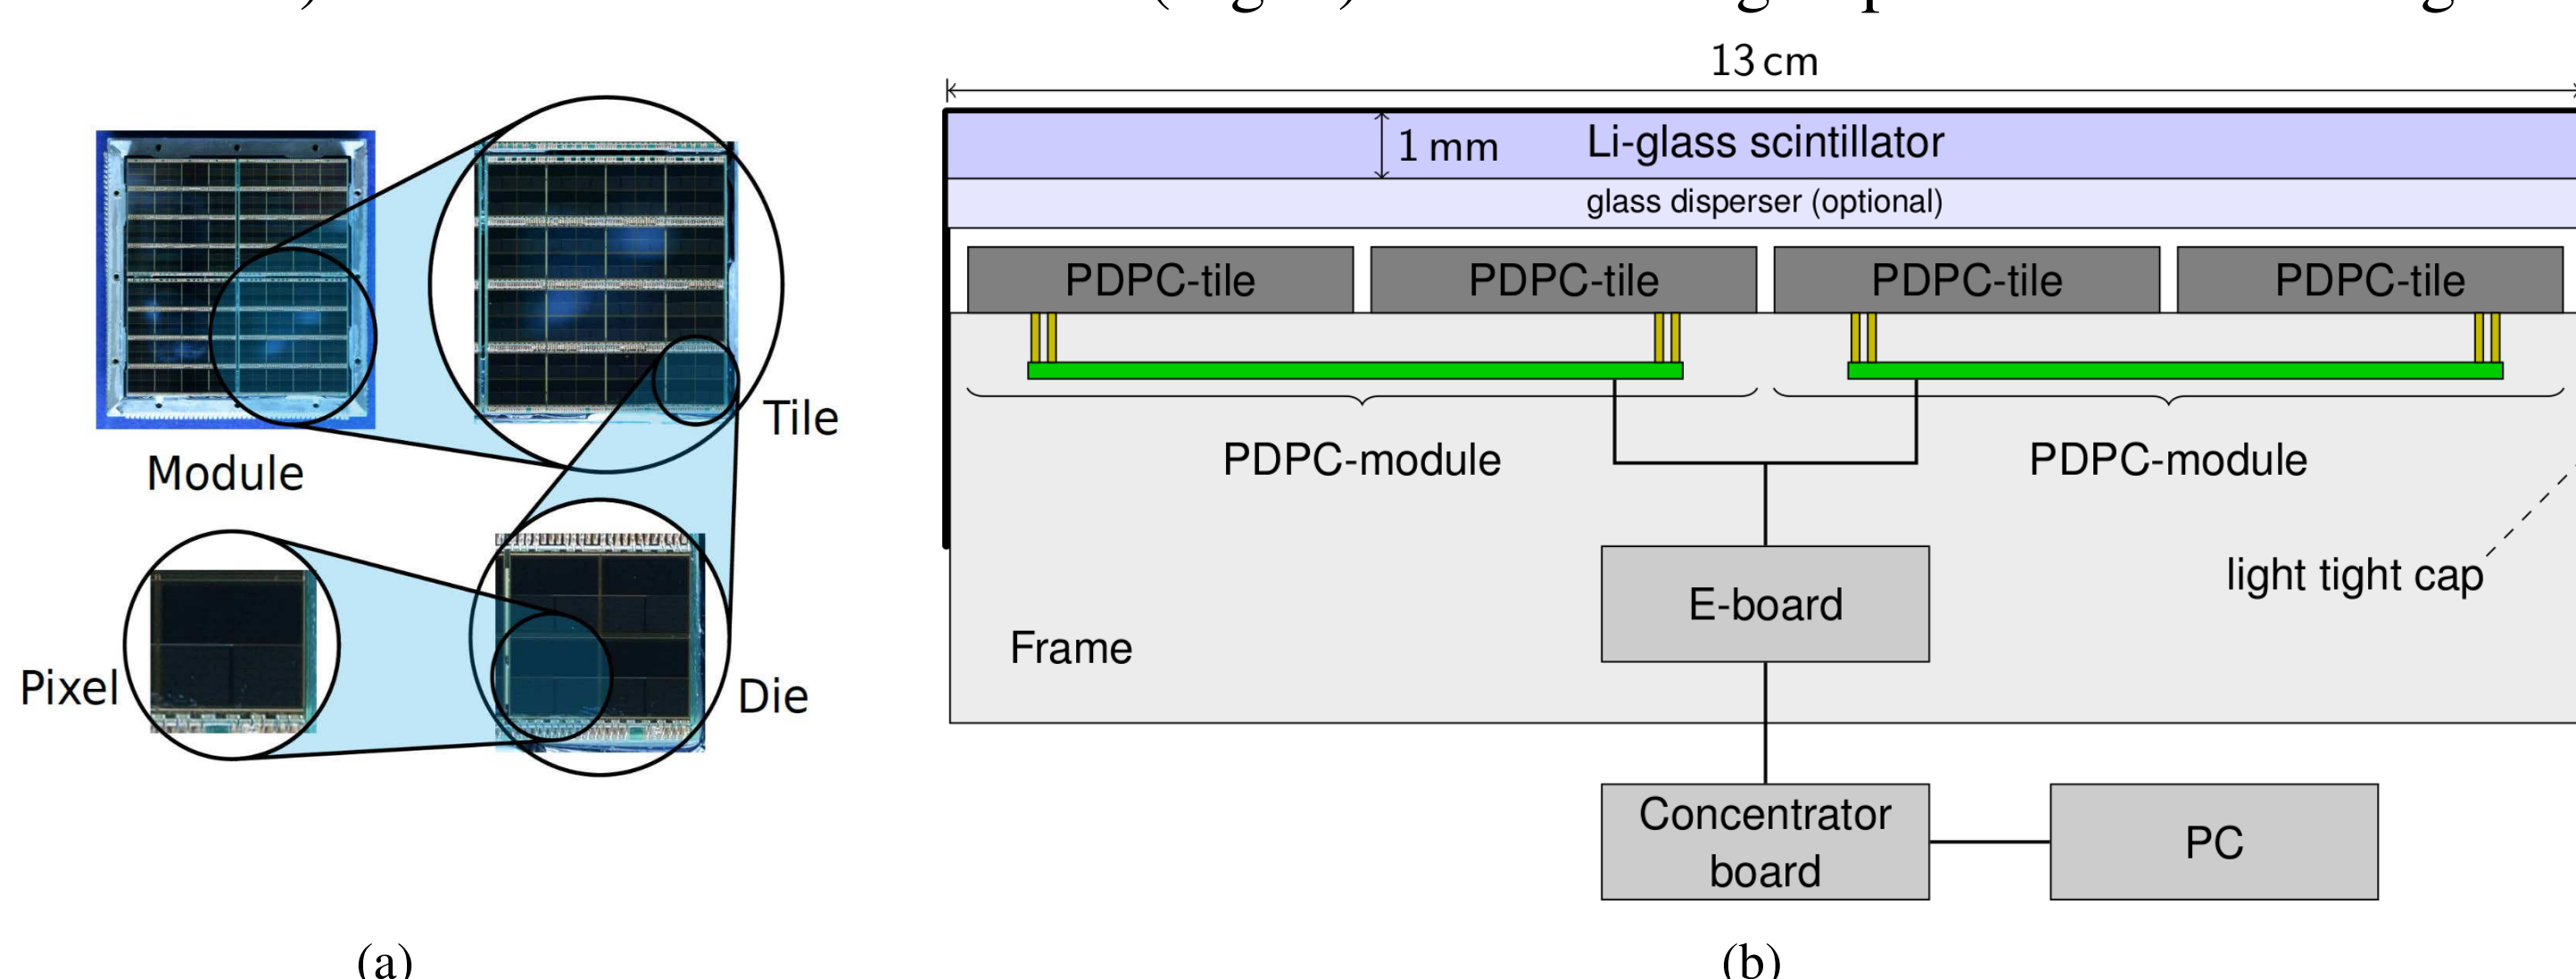 Module
Tile
Pixel
Die
(a)
13 cm
1 mm
Li-glass scintillator
glass disperser (optional)
PDPC-tile
PDPC-tile
PDPC-tile
PDPC-tile
PDPC-module
PDPC-module
light tight cap
E-board
Frame
Concentrator
board
PC
(b)